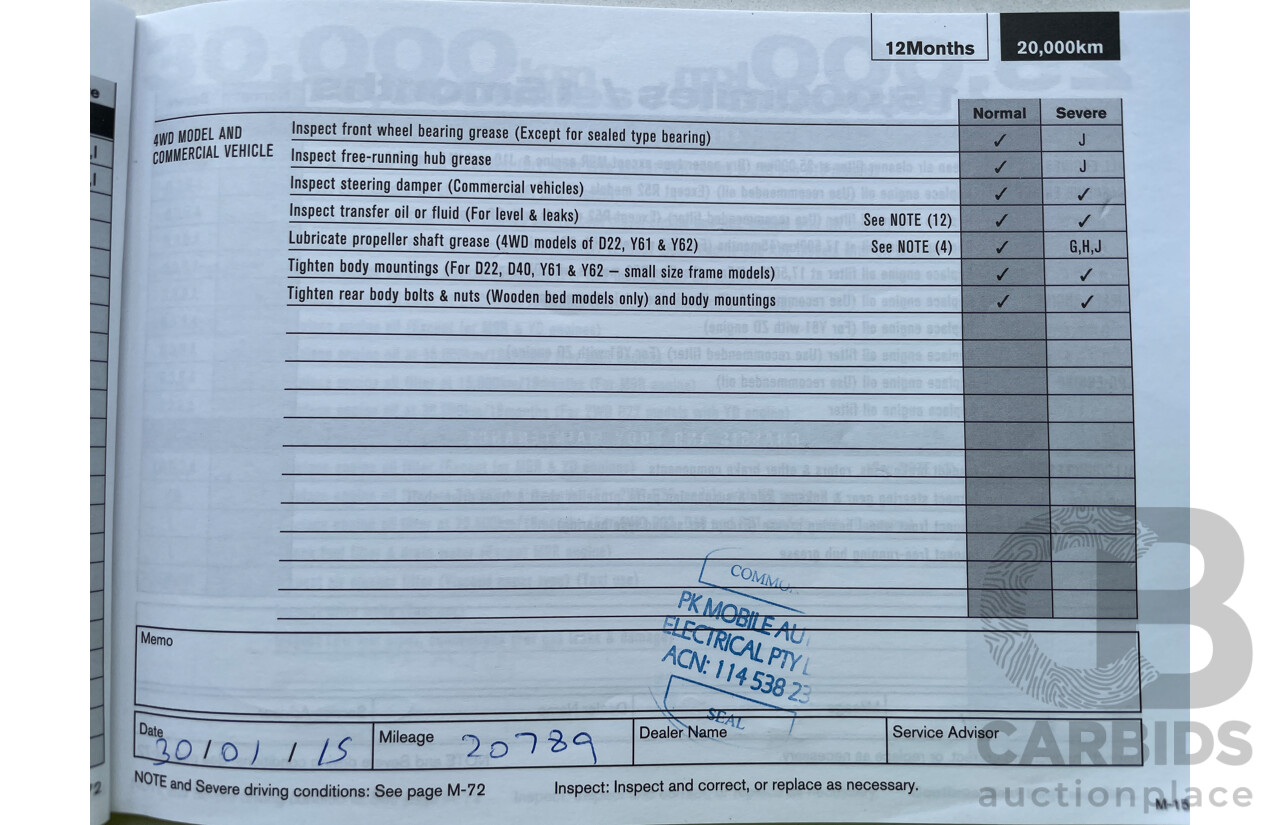 12Months 20,000km
Normal Severe
4WD MODEL AND
COMMERCIAL VEHICLE
Inspect front wheel bearing grease (Except for sealed type bearing) ✓ J
Inspect free-running hub grease ✓ J
Inspect steering damper (Commercial vehicles) ✓ ✓
Inspect transfer oil or fluid (For level & leaks) See NOTE (12) ✓ ✓
Lubricate propeller shaft grease (4WD models of D22, Y61 & Y62) See NOTE (4) ✓ G,H,J
Tighten body mountings (For D22, D40, Y61 & Y62 – small size frame models) ✓ ✓
Tighten rear body bolts & nuts (Wooden bed models only) and body mountings ✓ ✓
COMMO
PK MOBILE AU
ELECTRICAL PTY L
ACN: 114 538 23
SEAL
Memo
Date 30/01/15 Mileage 20789 Dealer Name Service Advisor
NOTE and Severe driving conditions: See page M-72 Inspect: Inspect and correct, or replace as necessary.
M-15
CARBIDS
auctionplace